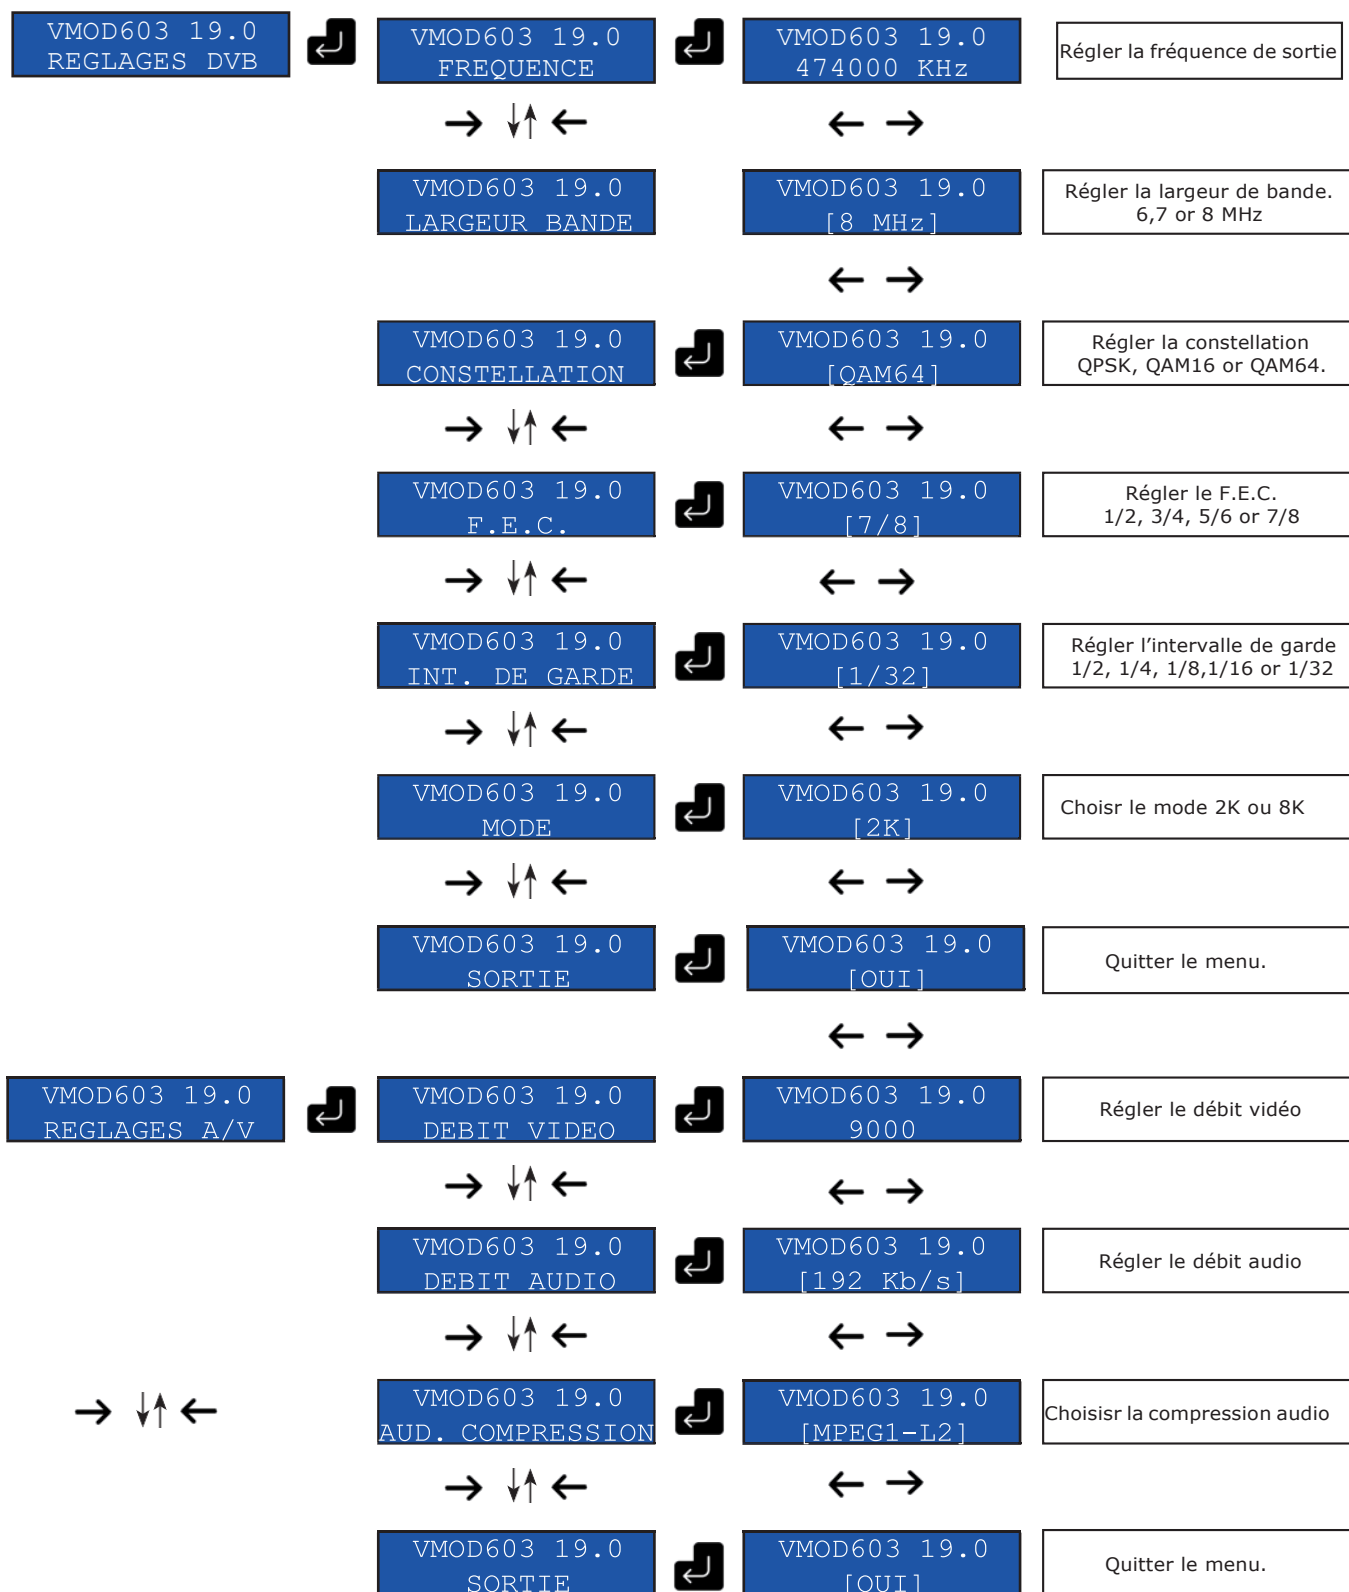 VMOD603 19.0
REGLAGES DVB
VMOD603 19.0
FREQUENCE
VMOD603 19.0
474000 KHz
Régler la fréquence de sortie
VMOD603 19.0
LARGEUR BANDE
VMOD603 19.0
[8 MHz]
Régler la largeur de bande.
6,7 or 8 MHz
VMOD603 19.0
CONSTELLATION
VMOD603 19.0
[QAM64]
Régler la constellation
QPSK, QAM16 or QAM64.
VMOD603 19.0
F.E.C.
VMOD603 19.0
[7/8]
Régler le F.E.C.
1/2, 3/4, 5/6 or 7/8
VMOD603 19.0
INT. DE GARDE
VMOD603 19.0
[1/32]
Régler l’intervalle de garde
1/2, 1/4, 1/8,1/16 or 1/32
VMOD603 19.0
MODE
VMOD603 19.0
[2K]
Choisr le mode 2K ou 8K
VMOD603 19.0
SORTIE
VMOD603 19.0
[OUI]
Quitter le menu.
VMOD603 19.0
REGLAGES A/V
VMOD603 19.0
DEBIT VIDEO
VMOD603 19.0
9000
Régler le débit vidéo
VMOD603 19.0
DEBIT AUDIO
VMOD603 19.0
[192 Kb/s]
Régler le débit audio
VMOD603 19.0
AUD. COMPRESSION
VMOD603 19.0
[MPEG1-L2]
Choisisr la compression audio
VMOD603 19.0
SORTIE
VMOD603 19.0
[OUI]
Quitter le menu.